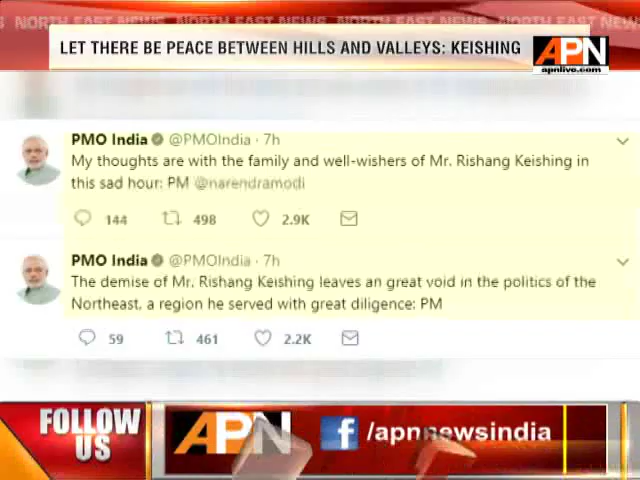 NORTH EAST NEWS NORTH EAST NEWS NORTH EAST NEWS
LET THERE BE PEACE BETWEEN HILLS AND VALLEYS: KEISHING
APN
apnlive.com
PMO India @PMOIndia · 7h
My thoughts are with the family and well-wishers of Mr. Rishang Keishing in
this sad hour: PM @narendramodi
144 498 2.9K
PMO India @PMOIndia · 7h
The demise of Mr. Rishang Keishing leaves an great void in the politics of the
Northeast, a region he served with great diligence: PM
59 461 2.2K
FOLLOW
US
APN
f /apnnewsindia